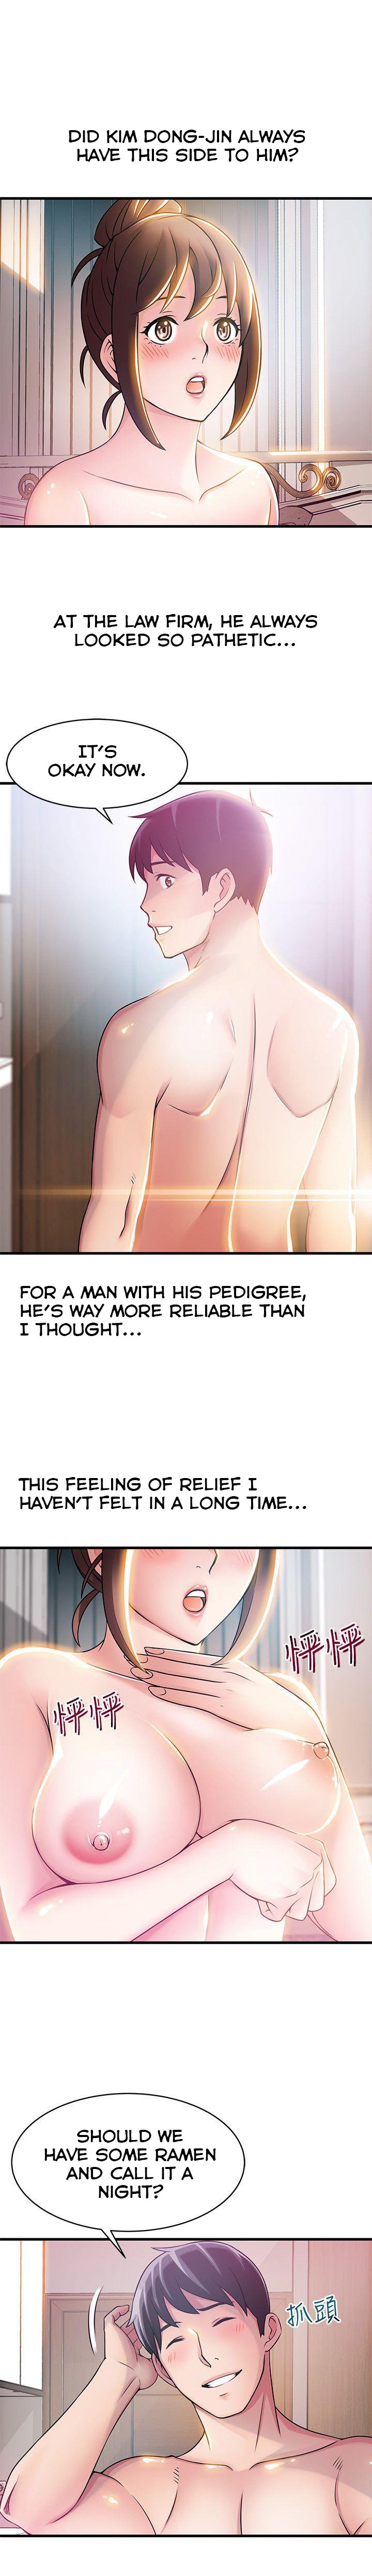 DID KIM DONG-JIN ALWAYS
HAVE THIS SIDE TO HIM?
AT THE LAW FIRM, HE ALWAYS
LOOKED SO PATHETIC...
IT'S
OKAY NOW.
FOR A MAN WITH HIS PEDIGREE,
HE'S WAY MORE RELIABLE THAN
I THOUGHT...
THIS FEELING OF RELIEF I
HAVEN'T FELT IN A LONG TIME...
怦怦
怦怦
SHOULD WE
HAVE SOME RAMEN
AND CALL IT A
NIGHT?
抓頭